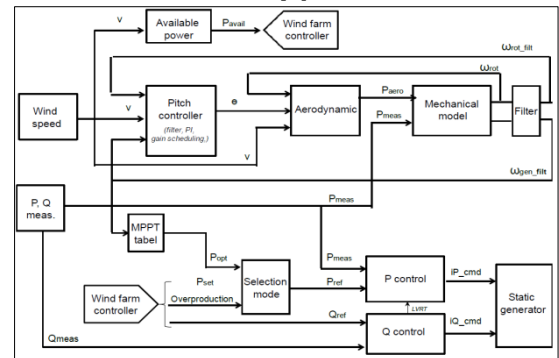 v
Available
power
Pavail
Wind farm
controller
ωrot_filt
ωrot
Wind
speed
v
Pitch
controller
(filter, PI,
gain scheduling,)
ө
v
Aerodynamic
Paero
Pmeas
Mechanical
model
Filter
ωgen_filt
P, Q
meas.
Pmeas
MPPT
tabel
Popt
Pmeas
Pset
Wind farm
controller
Overproduction
Selection
mode
Pref
P control
iP_cmd
Static
generator
Qref
LVRT
Q control
iQ_cmd
Qmeas